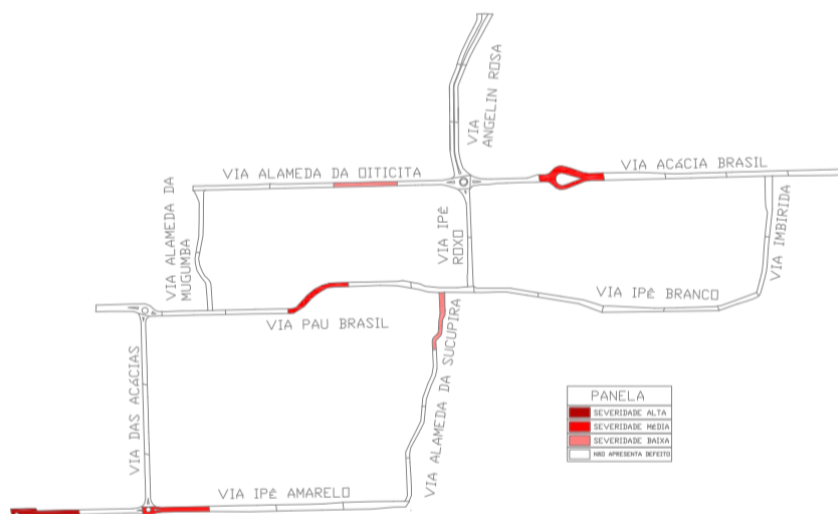 VIA
ANGELIN ROSA
VIA ALAMEDA DA OITICITA
VIA ACáCIA BRASIL
VIA ALAMEDA DA
MUGUMBA
VIA IPê
ROXO
VIA IMBIRIDA
VIA IPê BRANCO
VIA PAU BRASIL
VIA ALAMEDA DA SUCUPIRA
VIA DAS ACáCIAS
VIA IPê AMARELO
PANELA
SEVERIDADE ALTA
SEVERIDADE MéDIA
SEVERIDADE BAIXA
NãO APRESENTA DEFEITO